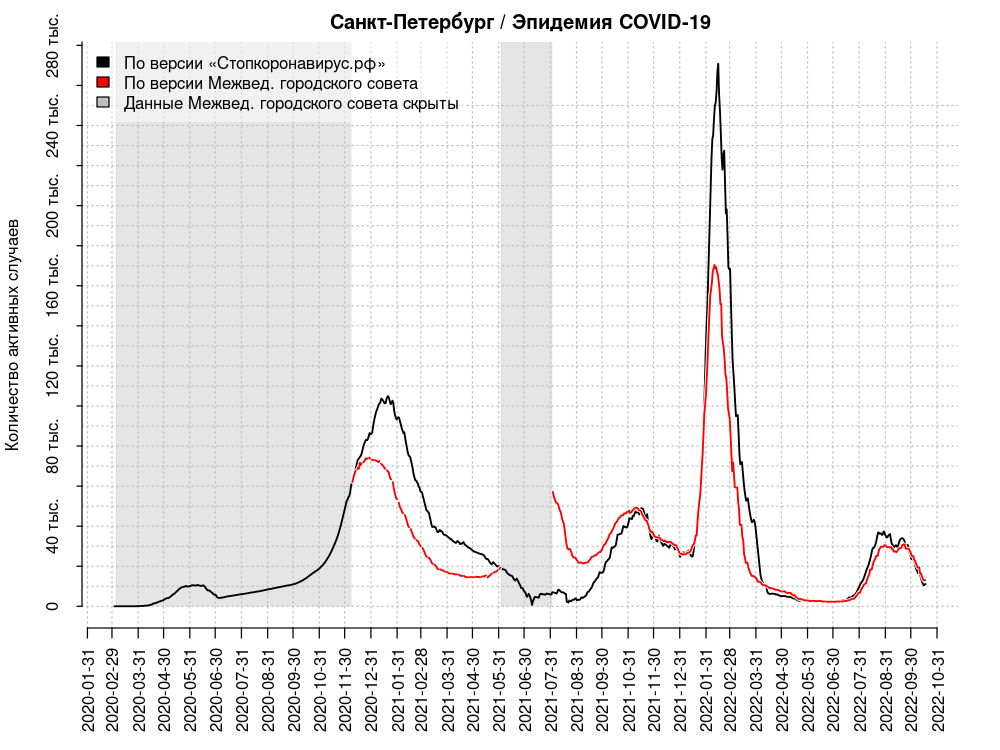 Санкт-Петербург / Эпидемия COVID-19
По версии «Стопкоронавирус.рф»
По версии Межвед. городского совета
Данные Межвед. городского совета скрыты
Количество активных случаев
280 тыс.
240 тыс.
200 тыс.
160 тыс.
120 тыс.
80 тыс.
40 тыс.
0
2020-01-31
2020-02-29
2020-03-31
2020-04-30
2020-05-31
2020-06-30
2020-07-31
2020-08-31
2020-09-30
2020-10-31
2020-11-30
2020-12-31
2021-01-31
2021-02-28
2021-03-31
2021-04-30
2021-05-31
2021-06-30
2021-07-31
2021-08-31
2021-09-30
2021-10-31
2021-11-30
2021-12-31
2022-01-31
2022-02-28
2022-03-31
2022-04-30
2022-05-31
2022-06-30
2022-07-31
2022-08-31
2022-09-30
2022-10-31